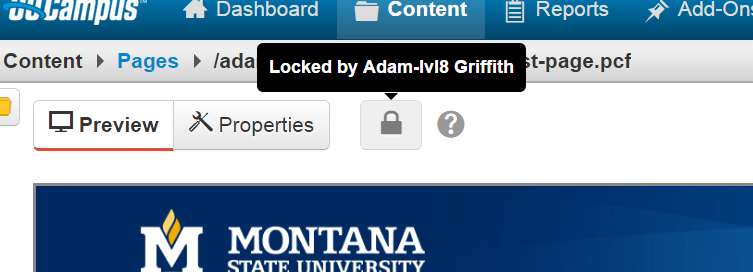 OUCampus Dashboard Content Reports Add-Ons
Content Pages /ada st-page.pcf
Locked by Adam-lvl8 Griffith
Preview Properties ?
M MONTANA
STATE UNIVERSITY